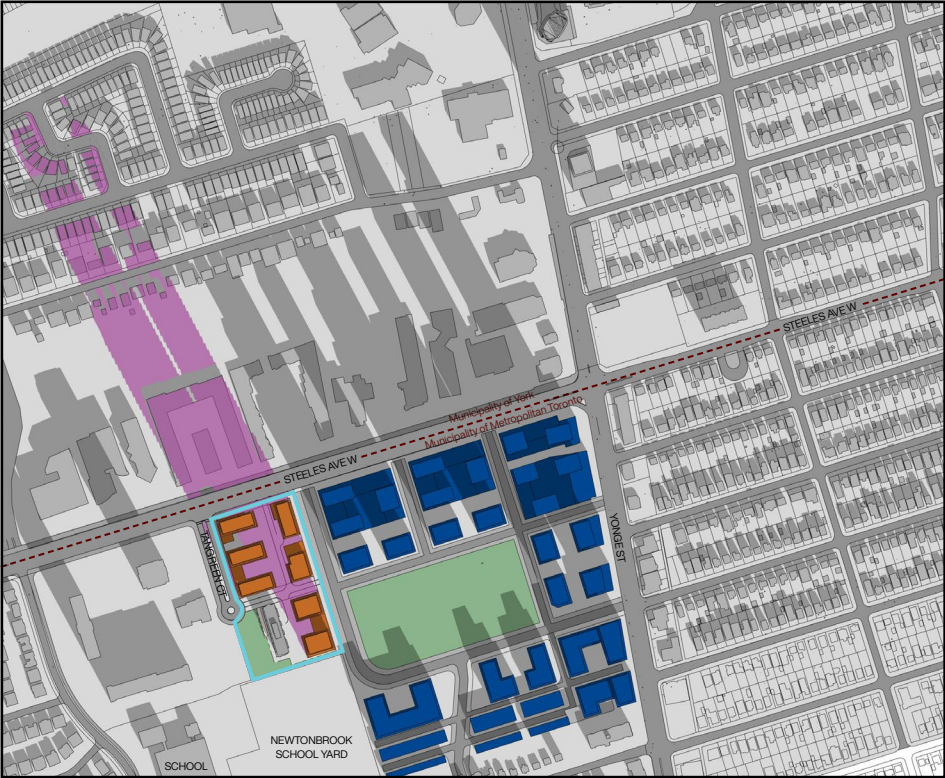 STEELES AVE W
Municipality of York
Municipality of Metropolitan Toronto
STEELES AVE W
TANGREEN CT
YONGE ST
NEWTONBROOK
SCHOOL YARD
SCHOOL